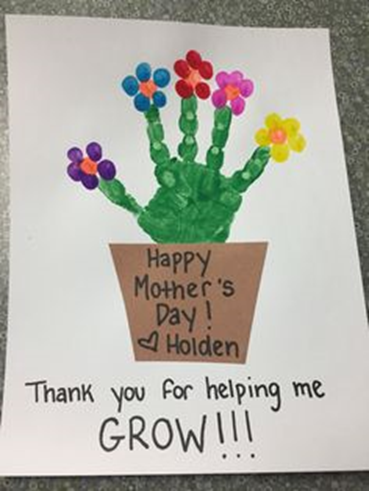 Happy
Mother's
Day!
♡ Holden
Thank you for helping me
GROW!!!